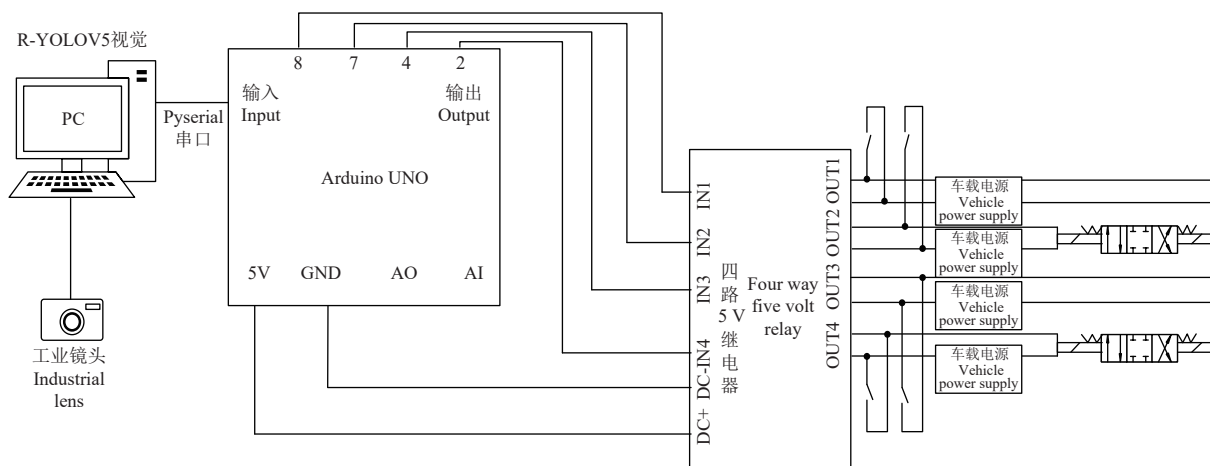 R-YOLOV5视觉
PC
Pyserial
串口
8
7
4
2
输入
Input
输出
Output
Arduino UNO
5V
GND
AO
AI
工业镜头
Industrial
lens
IN1
IN2
IN3
DC-IN4
DC+
四路5V继电器
Four way
five volt
relay
OUT1
OUT2
OUT3
OUT4
车载电源
Vehicle
power supply
车载电源
Vehicle
power supply
车载电源
Vehicle
power supply
车载电源
Vehicle
power supply